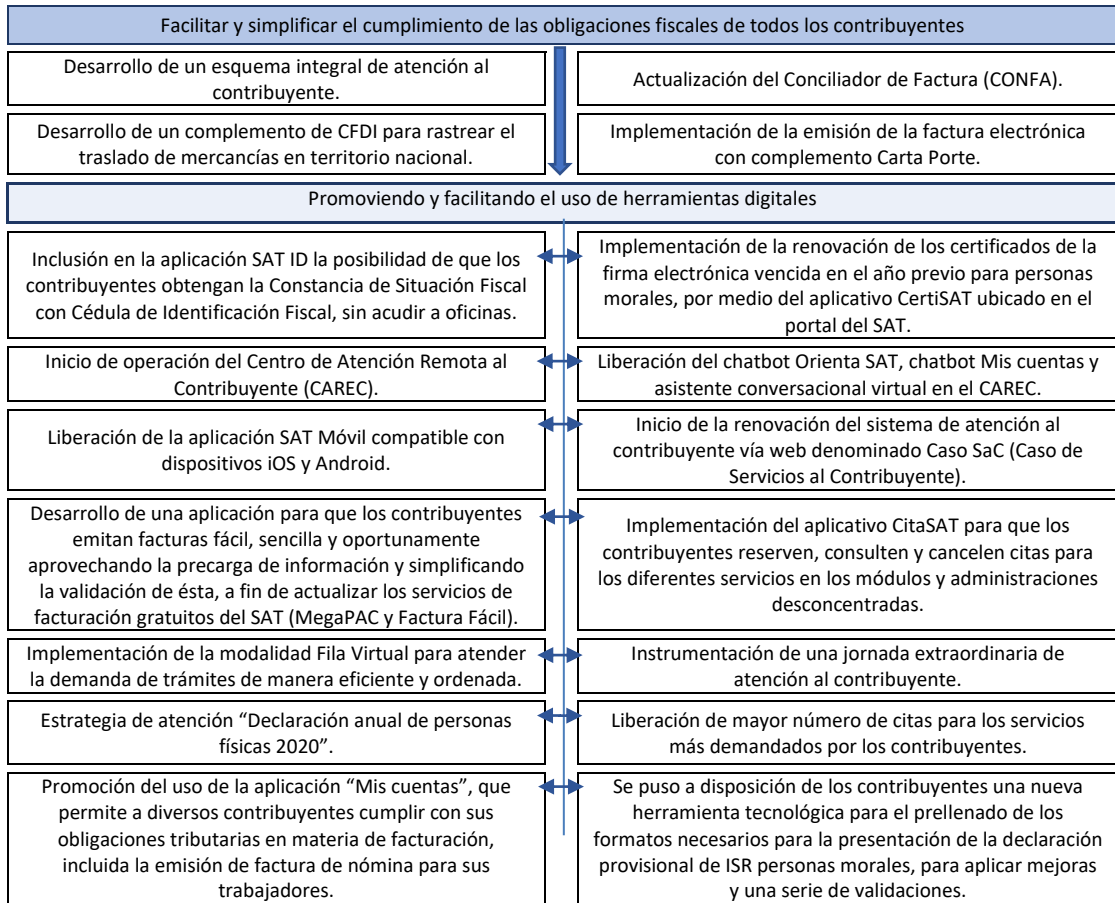 Facilitar y simplificar el cumplimiento de las obligaciones fiscales de todos los contribuyentes
Desarrollo de un esquema integral de atención al
contribuyente.
Actualización del Conciliador de Factura (CONFA).
Desarrollo de un complemento de CFDI para rastrear el
traslado de mercancías en territorio nacional.
Implementación de la emisión de la factura electrónica
con complemento Carta Porte.
Promoviendo y facilitando el uso de herramientas digitales
Inclusión en la aplicación SAT ID la posibilidad de que los
contribuyentes obtengan la Constancia de Situación Fiscal
con Cédula de Identificación Fiscal, sin acudir a oficinas.
Implementación de la renovación de los certificados de la
firma electrónica vencida en el año previo para personas
morales, por medio del aplicativo CertiSAT ubicado en el
portal del SAT.
Inicio de operación del Centro de Atención Remota al
Contribuyente (CAREC).
Liberación del chatbot Orienta SAT, chatbot Mis cuentas y
asistente conversacional virtual en el CAREC.
Liberación de la aplicación SAT Móvil compatible con
dispositivos iOS y Android.
Inicio de la renovación del sistema de atención al
contribuyente vía web denominado Caso SaC (Caso de
Servicios al Contribuyente).
Desarrollo de una aplicación para que los contribuyentes
emitan facturas fácil, sencilla y oportunamente
aprovechando la precarga de información y simplificando
la validación de ésta, a fin de actualizar los servicios de
facturación gratuitos del SAT (MegaPAC y Factura Fácil).
Implementación del aplicativo CitaSAT para que los
contribuyentes reserven, consulten y cancelen citas para
los diferentes servicios en los módulos y administraciones
desconcentradas.
Implementación de la modalidad Fila Virtual para atender
la demanda de trámites de manera eficiente y ordenada.
Instrumentación de una jornada extraordinaria de
atención al contribuyente.
Estrategia de atención “Declaración anual de personas
físicas 2020”.
Liberación de mayor número de citas para los servicios
más demandados por los contribuyentes.
Promoción del uso de la aplicación “Mis cuentas”, que
permite a diversos contribuyentes cumplir con sus
obligaciones tributarias en materia de facturación,
incluida la emisión de factura de nómina para sus
trabajadores.
Se puso a disposición de los contribuyentes una nueva
herramienta tecnológica para el prellenado de los
formatos necesarios para la presentación de la declaración
provisional de ISR personas morales, para aplicar mejoras
y una serie de validaciones.